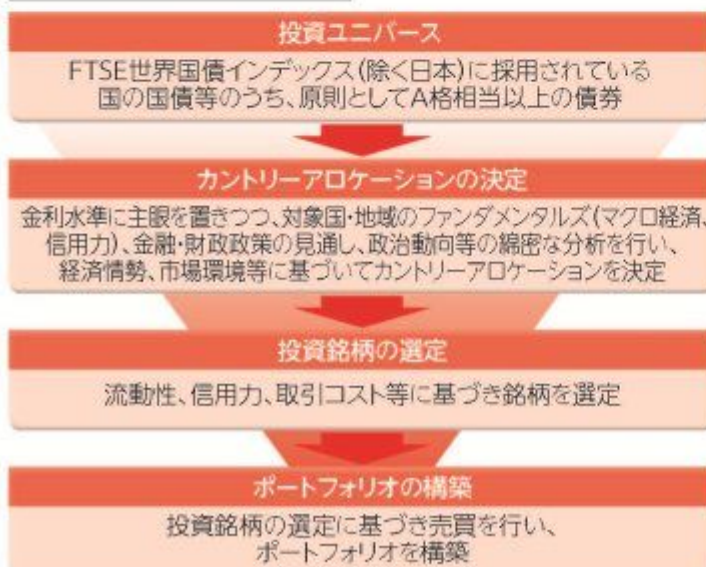 投資ユニバース
FTSE世界国債インデックス(除く日本)に採用されている
国の国債等のうち、原則としてA格相当以上の債券
カントリーアロケーションの決定
金利水準に主眼を置きつつ、対象国・地域のファンダメンタルズ(マクロ経済、
信用力)、金融・財政政策の見通し、政治動向等の綿密な分析を行い、
経済情勢、市場環境等に基づいてカントリーアロケーションを決定
投資銘柄の選定
流動性、信用力、取引コスト等に基づき銘柄を選定
ポートフォリオの構築
投資銘柄の選定に基づき売買を行い、
ポートフォリオを構築